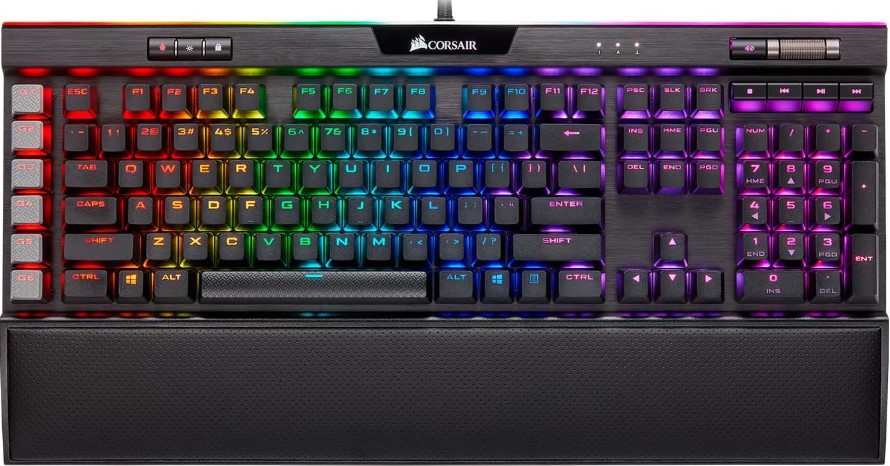 CORSAIR
G1 ESC F1 F2 F3 F4 F5 F6 F7 F8 F9 F10 F11 F12 PSC SLK BRK
G2 ~` 1! 2@ 3# 4$ 5% 6^ 7& 8* 9( 0) -_ =+ INS HME PGU NUM / * -
G3 TAB Q W E R T Y U I O P [{ ]} \| DEL END PGD 7 HME 8 9 PGU +
G4 CAPS A S D F G H J K L ;: '" ENTER 4 5 6
G5 SHIFT Z X C V B N M ,< .> /? SHIFT 1 END 2 3 PGD ENT
G6 CTRL ALT ALT CTRL 0 INS . DEL